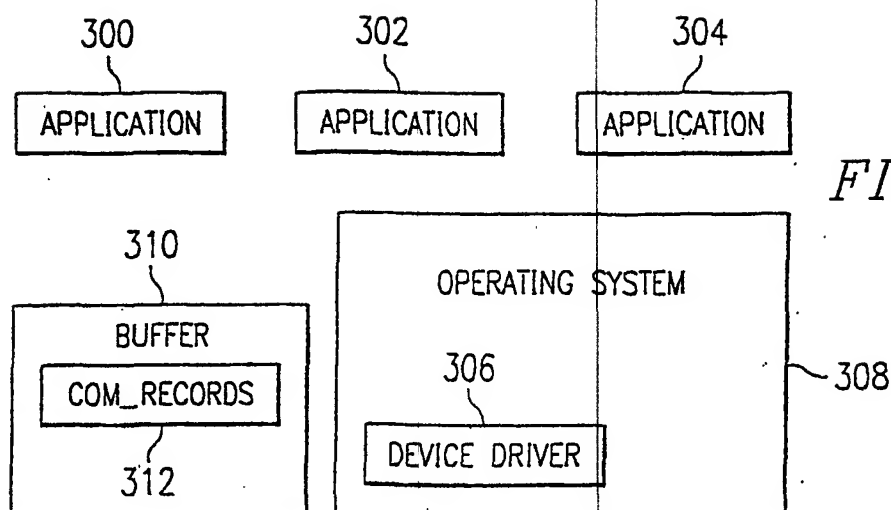 300 302 304
APPLICATION APPLICATION APPLICATION
FI
310
OPERATING SYSTEM
BUFFER
306
308
COM_RECORDS
DEVICE DRIVER
312